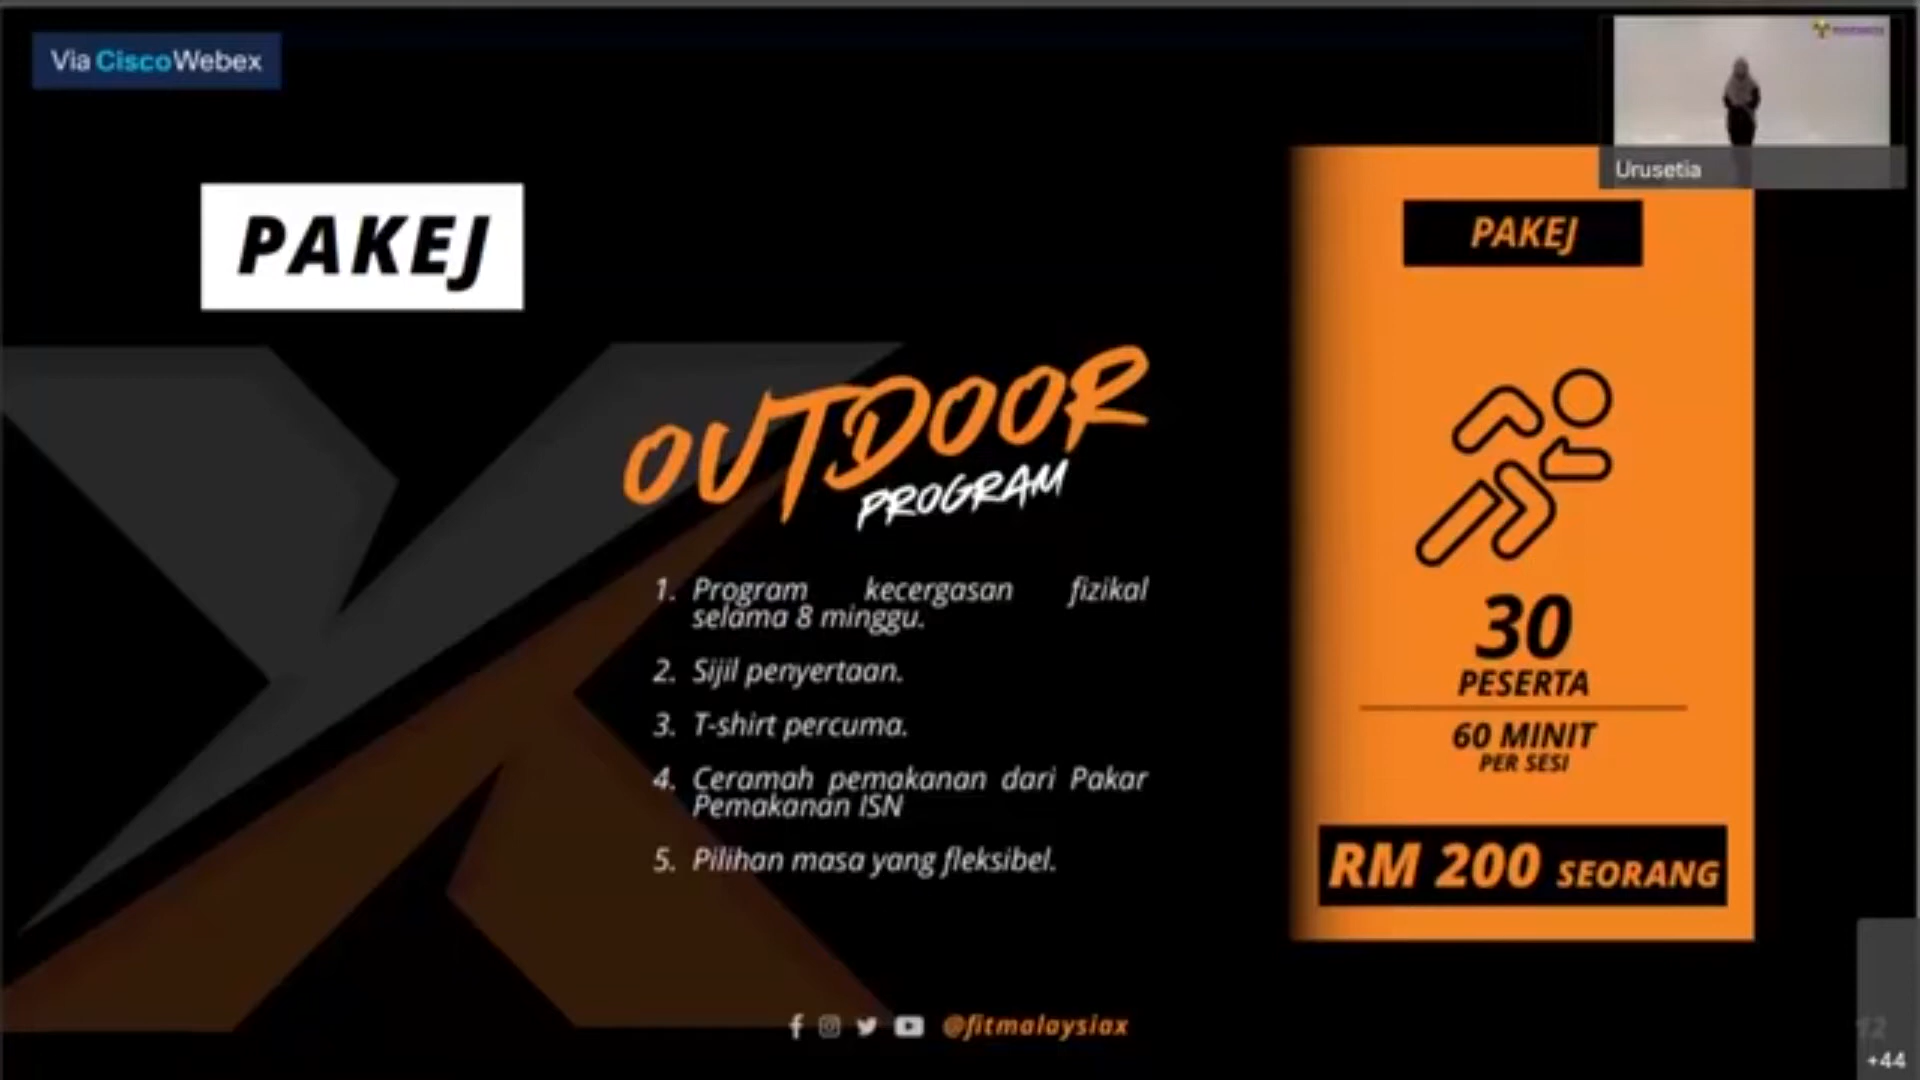 Via CiscoWebex
Urusetia
PAKEJ
OUTDOOR
PROGRAM
1. Program kecergasan fizikal
selama 8 minggu.
2. Sijil penyertaan.
3. T-shirt percuma.
4. Ceramah pemakanan dari Pakar
Pemakanan ISN
5. Pilihan masa yang fleksibel.
PAKEJ
30
PESERTA
60 MINIT
PER SESI
RM 200 SEORANG
@fitmalaysiax
12
+44